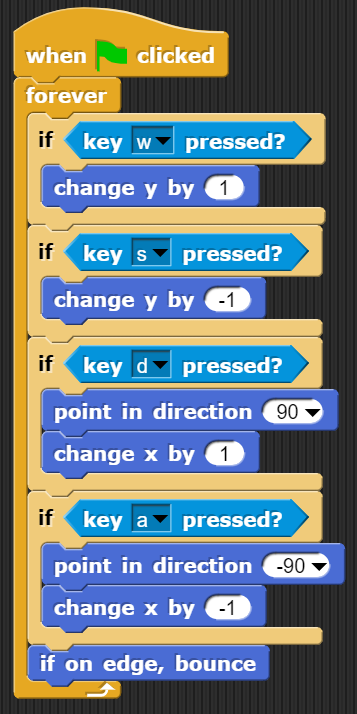 when clicked
forever
if key w pressed?
change y by 1
if key s pressed?
change y by -1
if key d pressed?
point in direction 90
change x by 1
if key a pressed?
point in direction -90
change x by -1
if on edge, bounce